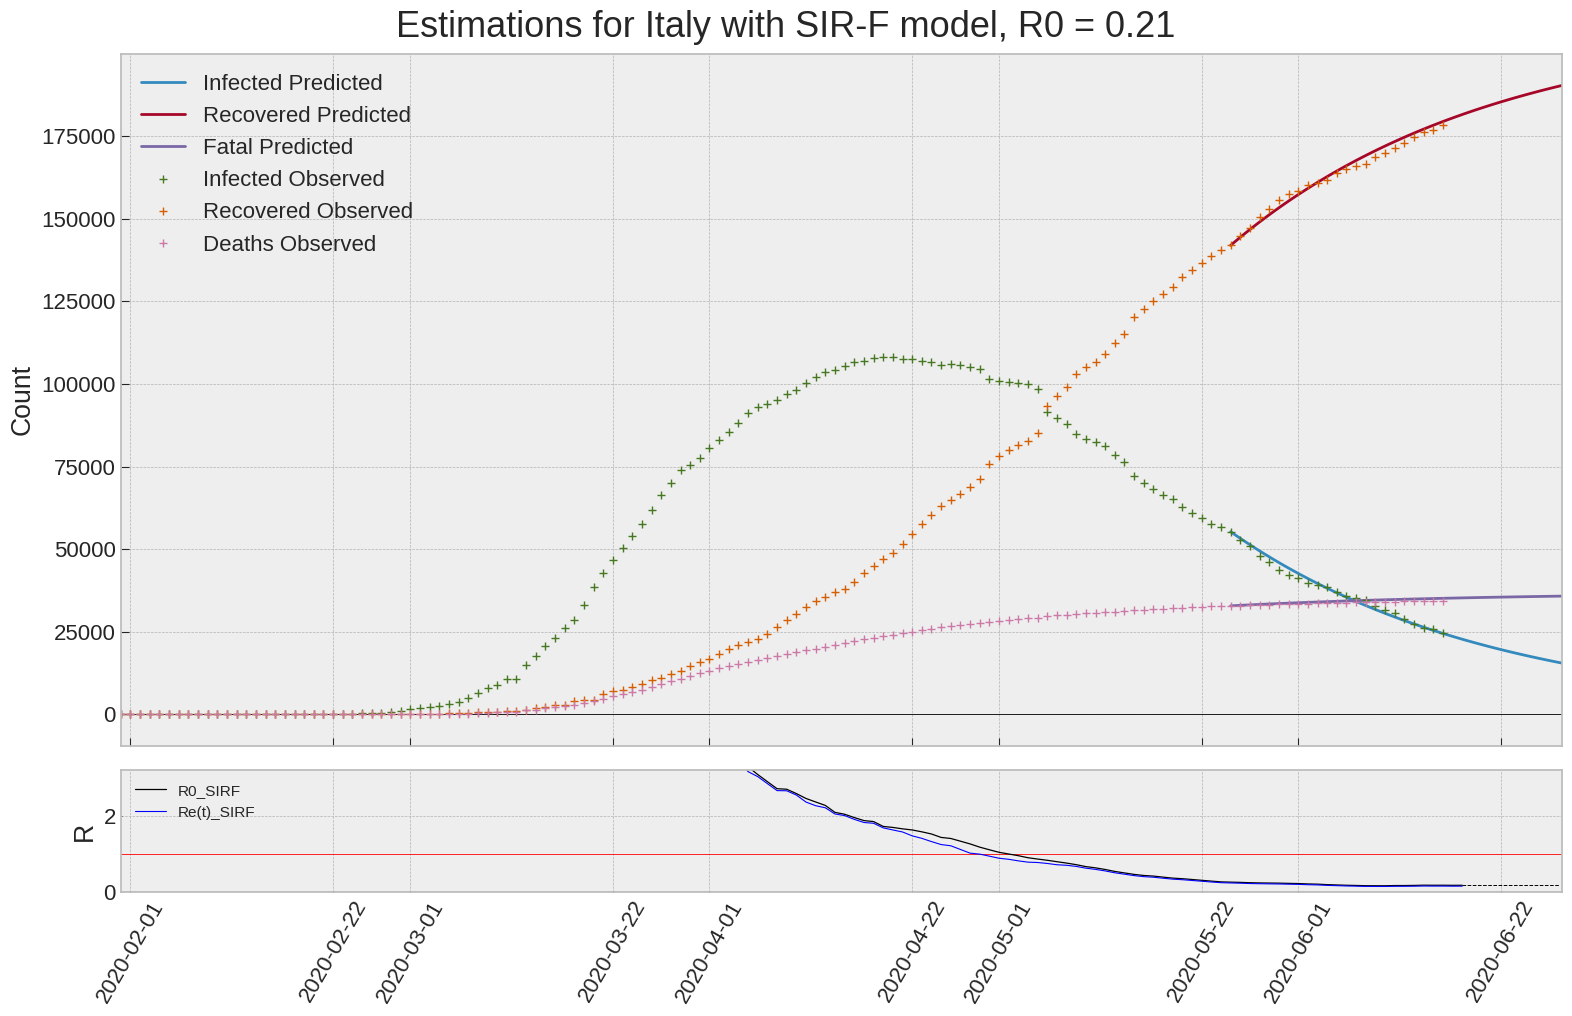 Estimations for Italy with SIR-F model, R0 = 0.21
Infected Predicted
Recovered Predicted
Fatal Predicted
Infected Observed
Recovered Observed
Deaths Observed
175000
150000
125000
100000
75000
50000
25000
0
Count
R0_SIRF
Re(t)_SIRF
2
0
R
2020-02-01
2020-02-22
2020-03-01
2020-03-22
2020-04-01
2020-04-22
2020-05-01
2020-05-22
2020-06-01
2020-06-22